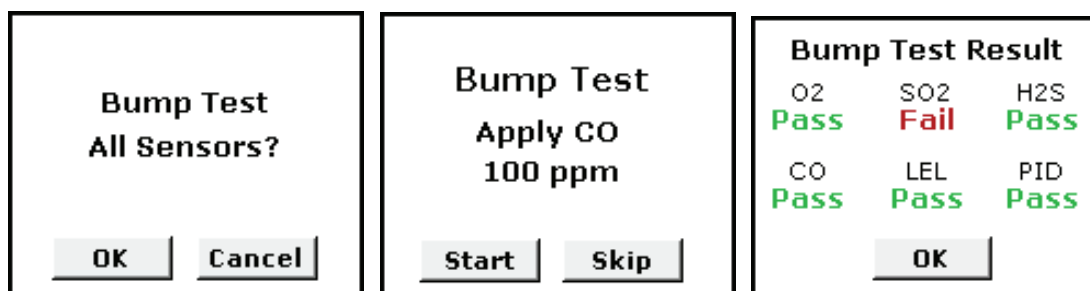 Bump Test
All Sensors?
OK Cancel
Bump Test
Apply CO
100 ppm
Start Skip
Bump Test Result
O2 SO2 H2S
Pass Fail Pass
CO LEL PID
Pass Pass Pass
OK